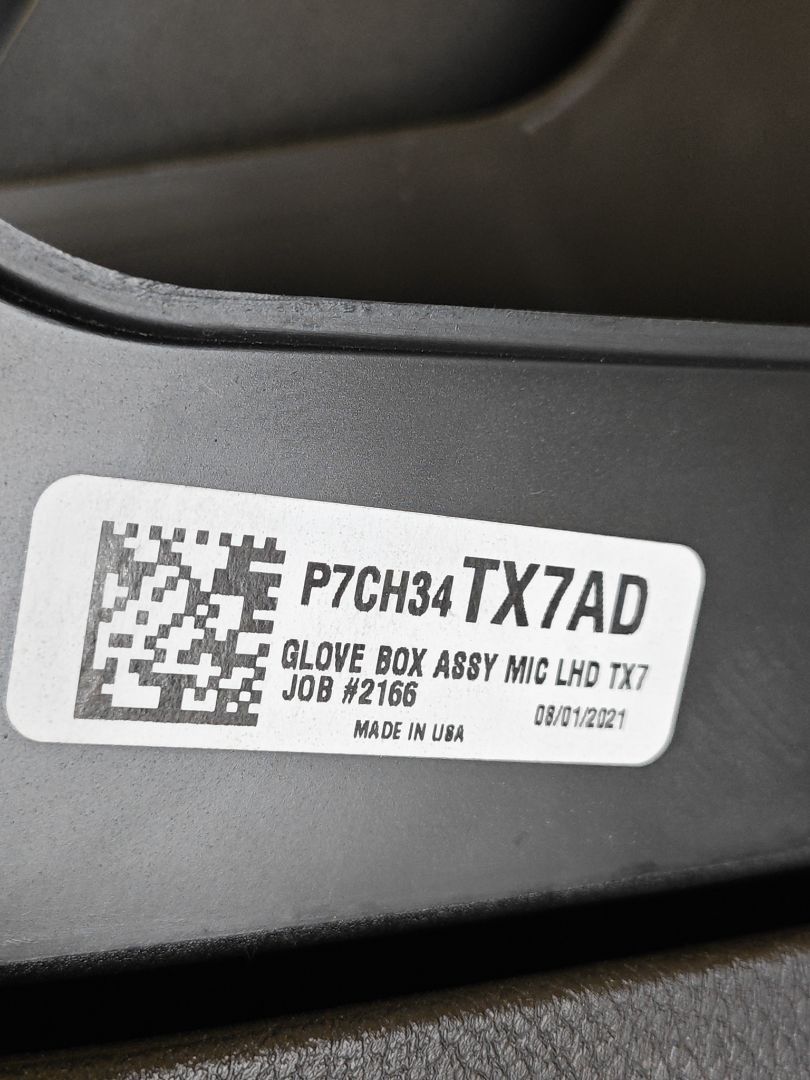 P7CH34TX7AD
GLOVE BOX ASSY MIC LHD TX7
JOB #2166
08/01/2021
MADE IN USA